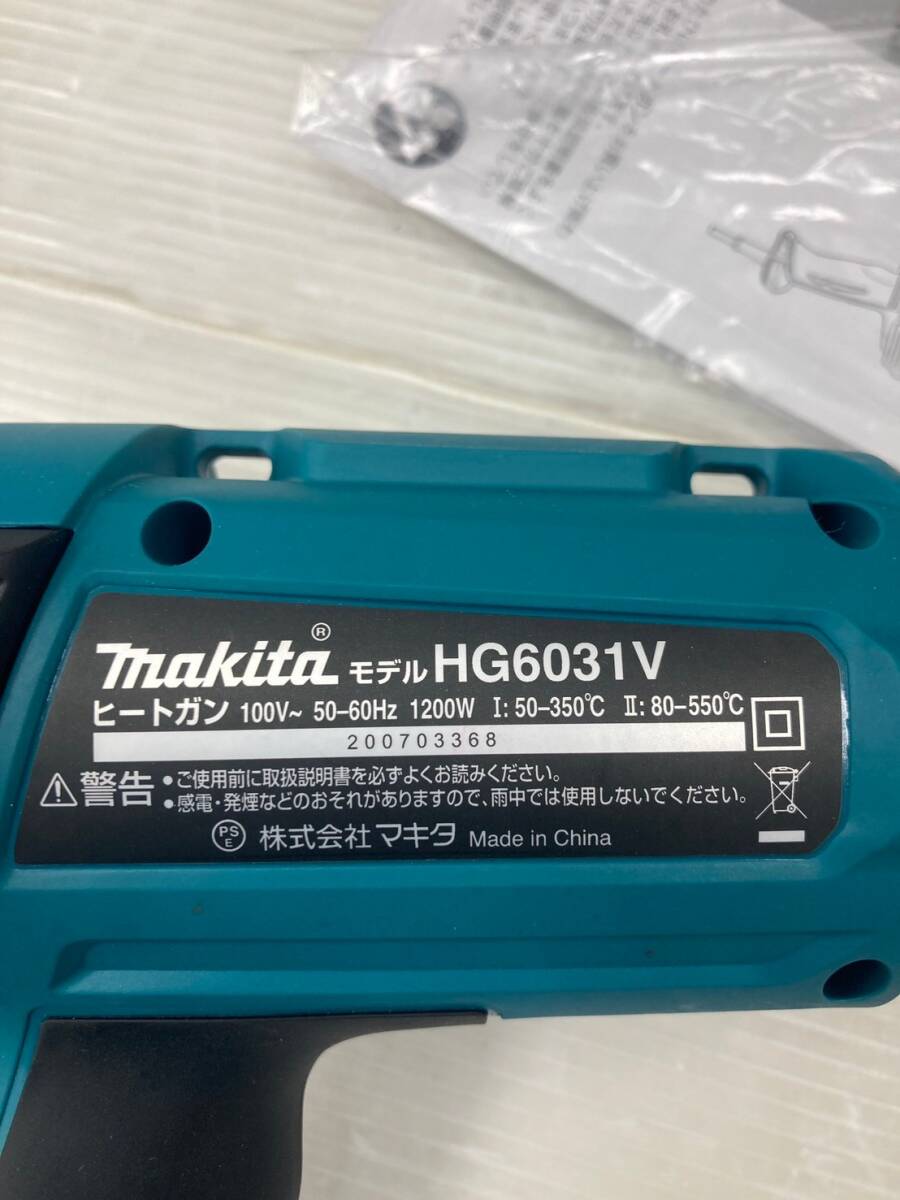 makita® モデル HG6031V
ヒートガン 100V~ 50-60Hz 1200W I: 50-350℃ II: 80-550℃
200703368
警告 •ご使用前に取扱説明書を必ずよくお読みください。
•感電・発煙などのおそれがありますので、雨中では使用しないでください。
PS E 株式会社 マキタ Made in China